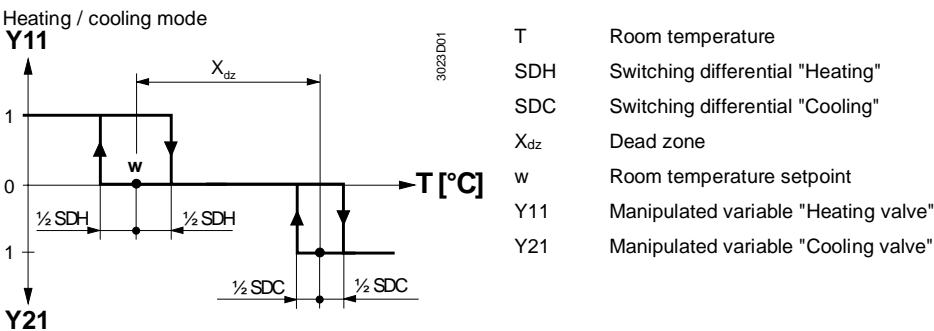 Heating / cooling mode
Y11
3023D01
X_dz
1
w
0
T [°C]
½ SDH
½ SDH
1
½ SDC
½ SDC
Y21
T Room temperature
SDH Switching differential "Heating"
SDC Switching differential "Cooling"
X_dz Dead zone
w Room temperature setpoint
Y11 Manipulated variable "Heating valve"
Y21 Manipulated variable "Cooling valve"